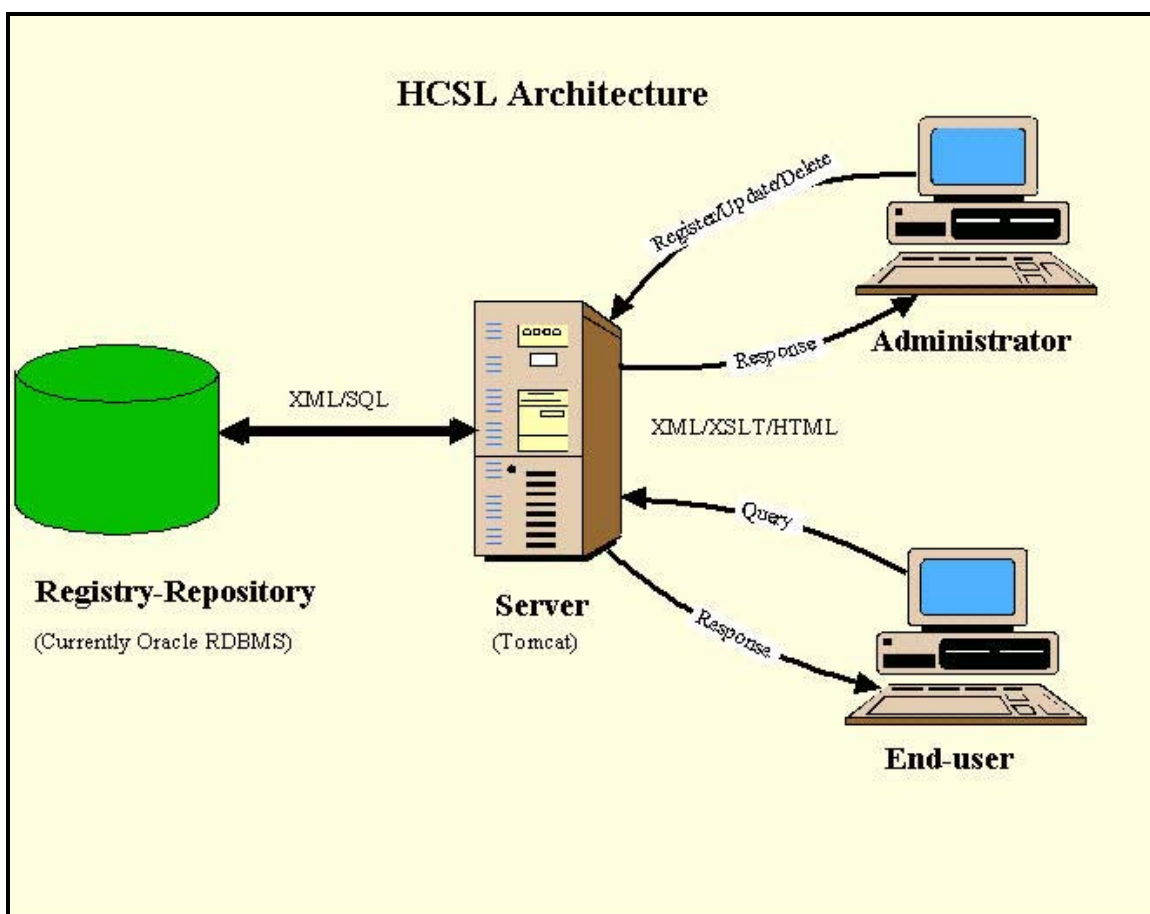 HCSL Architecture
Register/Update/Delete
Response
Administrator
XML/SQL
XML/XSLT/HTML
Query
Response
Registry-Repository
(Currently Oracle RDBMS)
Server
(Tomcat)
End-user